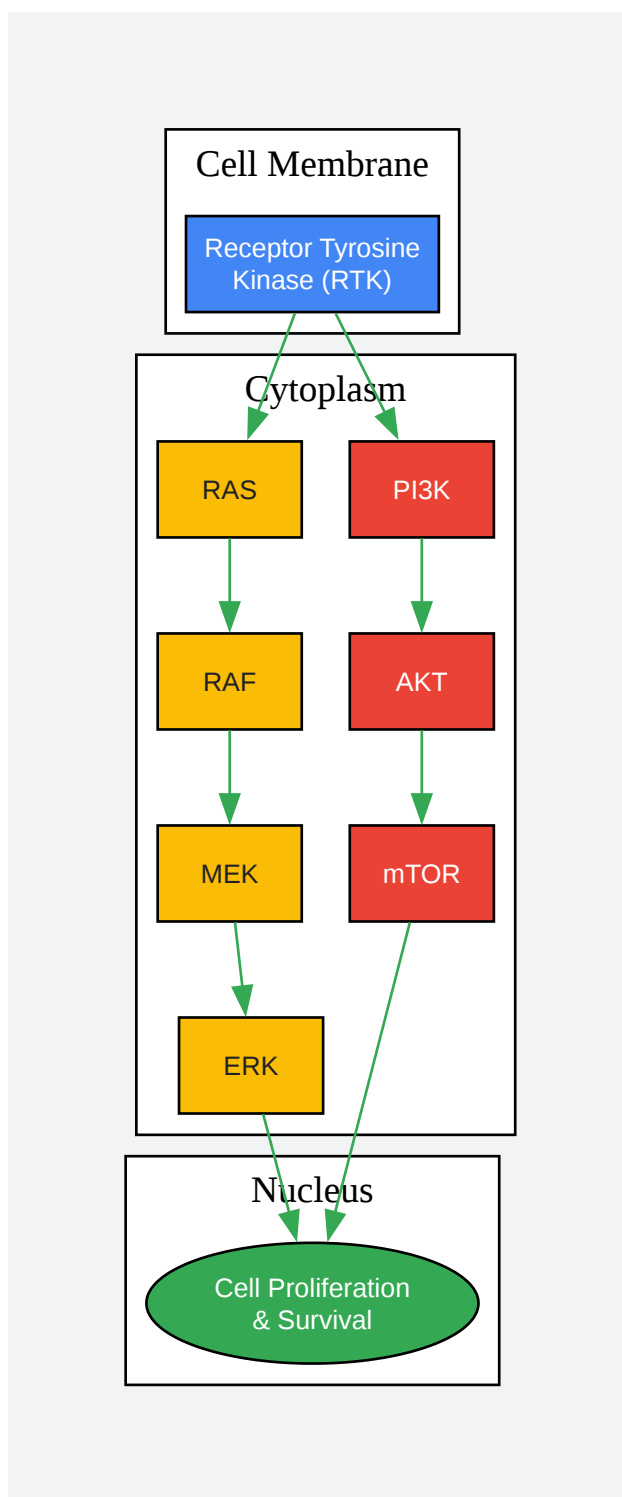 Cell Membrane
Receptor Tyrosine
Kinase (RTK)
Cytoplasm
RAS
PI3K
RAF
AKT
MEK
mTOR
ERK
Nucleus
Cell Proliferation
& Survival